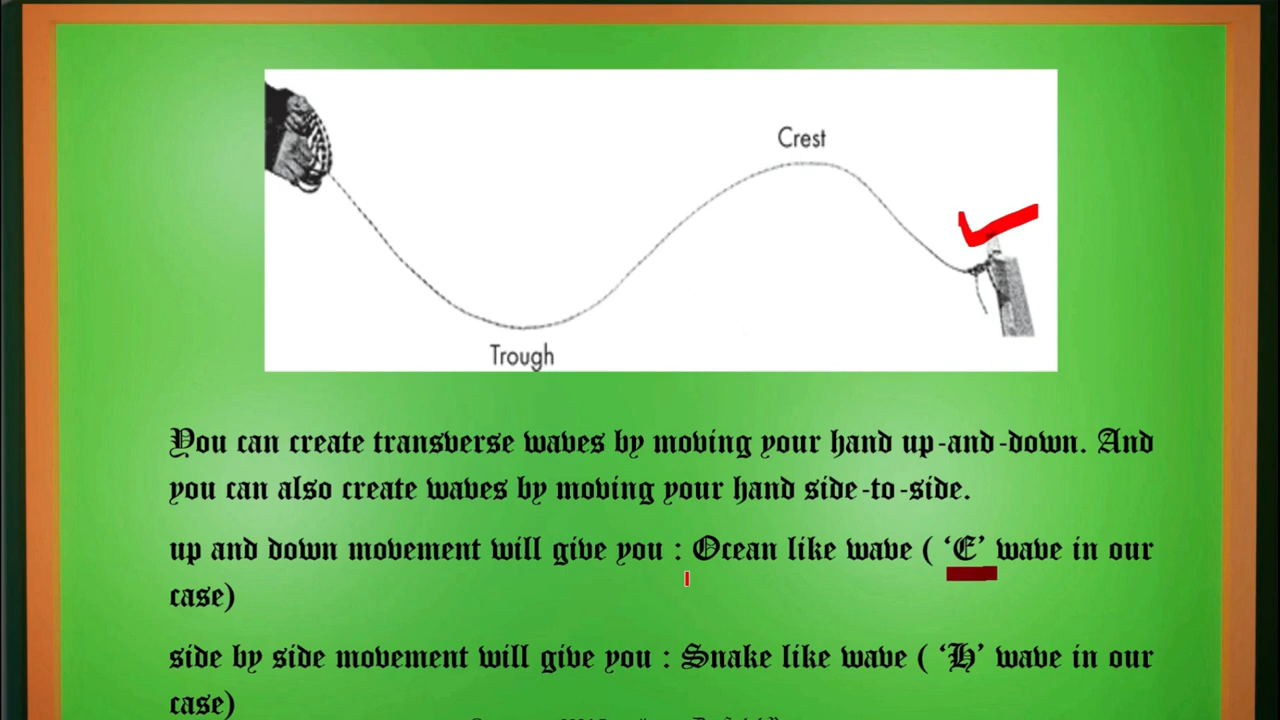 Crest
Trough
You can create transverse waves by moving your hand up-and-down. And
you can also create waves by moving your hand side-to-side.
up and down movement will give you : Ocean like wave ( ‘E’ wave in our
case)
side by side movement will give you : Snake like wave ( ‘H’ wave in our
case)